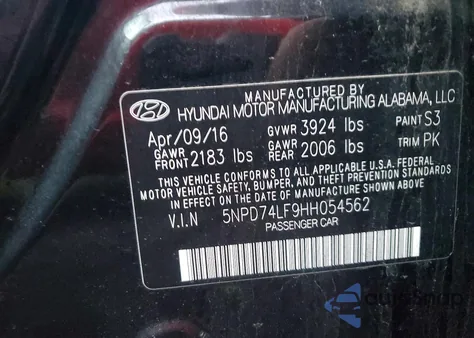 MANUFACTURED BY
HYUNDAI MOTOR MANUFACTURING ALABAMA, LLC
Apr/09/16 GVWR 3924 lbs PAINT S3
GAWR FRONT 2183 lbs GAWR REAR 2006 lbs TRIM PK
THIS VEHICLE CONFORMS TO ALL APPLICABLE U.S.A. FEDERAL
MOTOR VEHICLE SAFETY, BUMPER, AND THEFT PREVENTION STANDARDS
IN EFFECT ON THE DATE OF MANUFACTURE SHOWN ABOVE.
V.I.N 5NPD74LF9HH054562
PASSENGER CAR